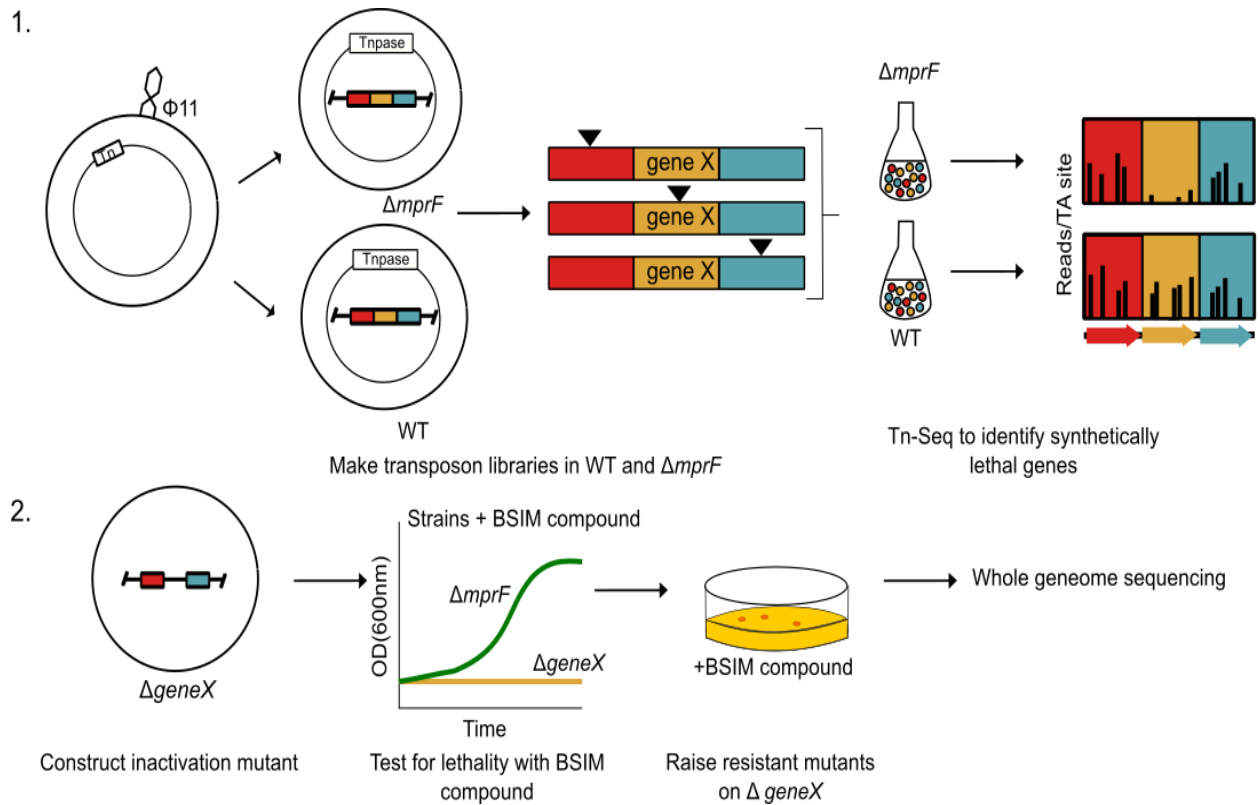 1.
Φ11
Tn
Tnpase
ΔmprF
Tnpase
WT
Make transposon libraries in WT and ΔmprF
gene X
gene X
gene X
ΔmprF
WT
Reads/TA site
Tn-Seq to identify synthetically
lethal genes
2.
ΔgeneX
Construct inactivation mutant
Strains + BSIM compound
OD(600nm)
ΔmprF
ΔgeneX
Time
Test for lethality with BSIM
compound
+BSIM compound
Raise resistant mutants
on Δ geneX
Whole geneome sequencing